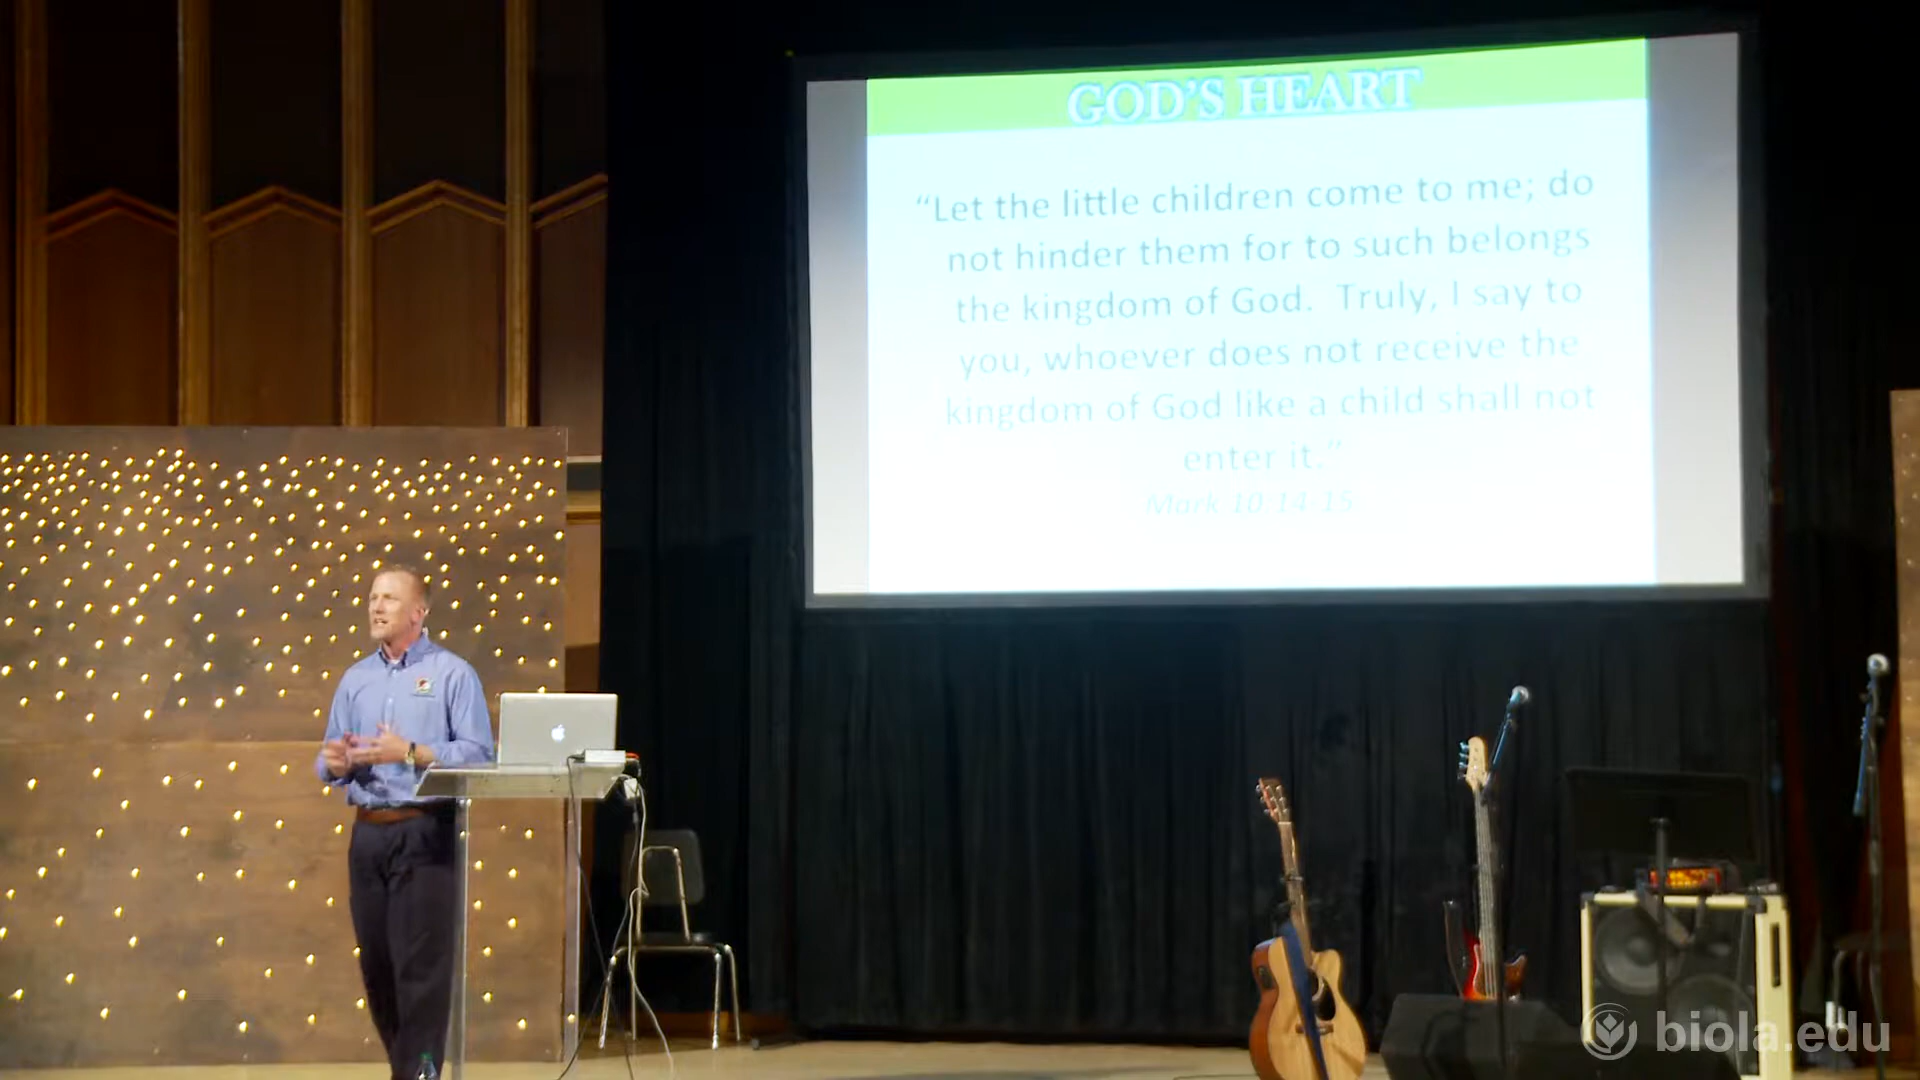 GOD'S HEART
“Let the little children come to me; do
not hinder them for to such belongs
the kingdom of God. Truly, I say to
you, whoever does not receive the
kingdom of God like a child shall not
enter it.”
Mark 10:14-15
biola.edu